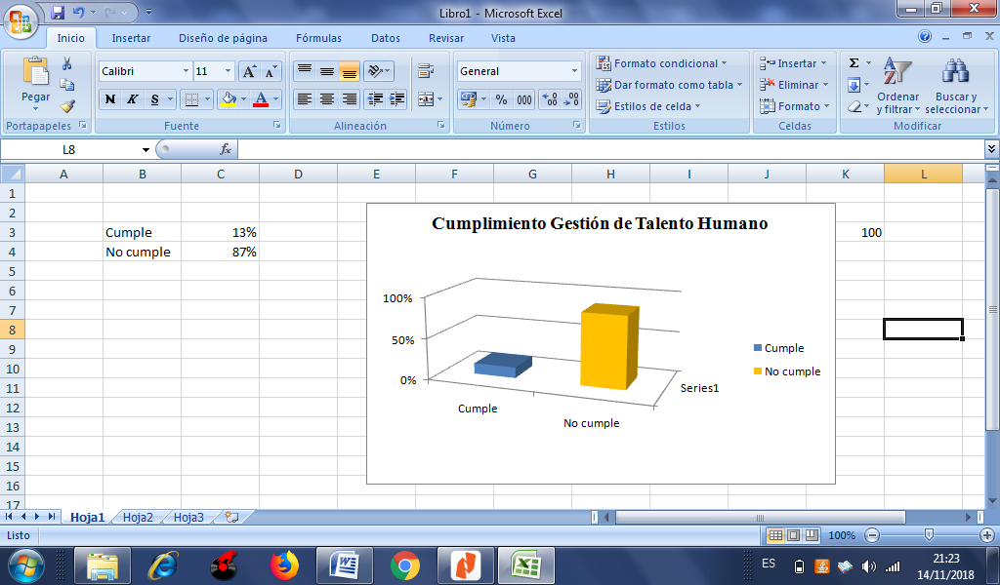 Libro1 - Microsoft Excel
Inicio Insertar Diseño de página Fórmulas Datos Revisar Vista
Pegar
Portapapeles
Calibri 11
N K S
Fuente
Alineación
General
% 000
Número
Formato condicional
Dar formato como tabla
Estilos de celda
Estilos
Insertar
Eliminar
Formato
Celdas
Σ
Ordenar
y filtrar
Buscar y
seleccionar
Modificar
L8 fx
A B C D E F G H I J K L
1
2
3 Cumple 13% 100
4 No cumple 87%
5
6
7
8
9
10
11
12
13
14
15
16
17
Cumplimiento Gestión de Talento Humano
100%
50%
0%
Cumple
No cumple
Series1
Cumple
No cumple
Hoja1 Hoja2 Hoja3
Listo 100%
ES 21:23
14/11/2018